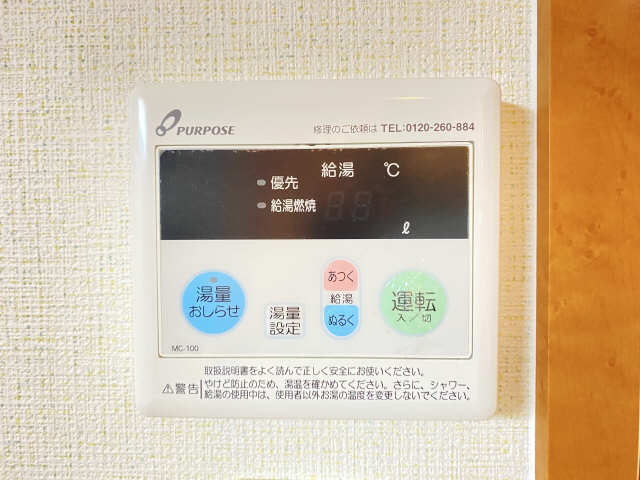 PURPOSE
修理のご依頼は TEL:0120-260-884
給湯 ℃
優先
給湯燃焼
ℓ
湯量
おしらせ
湯量
設定
あつく
給湯
ぬるく
運転
入／切
MC-100
取扱説明書をよく読んで正しく安全にお使いください。
⚠警告 やけど防止のため、湯温を確かめてください。さらに、シャワー、
給湯の使用中は、使用者以外お湯の温度を変更しないでください。